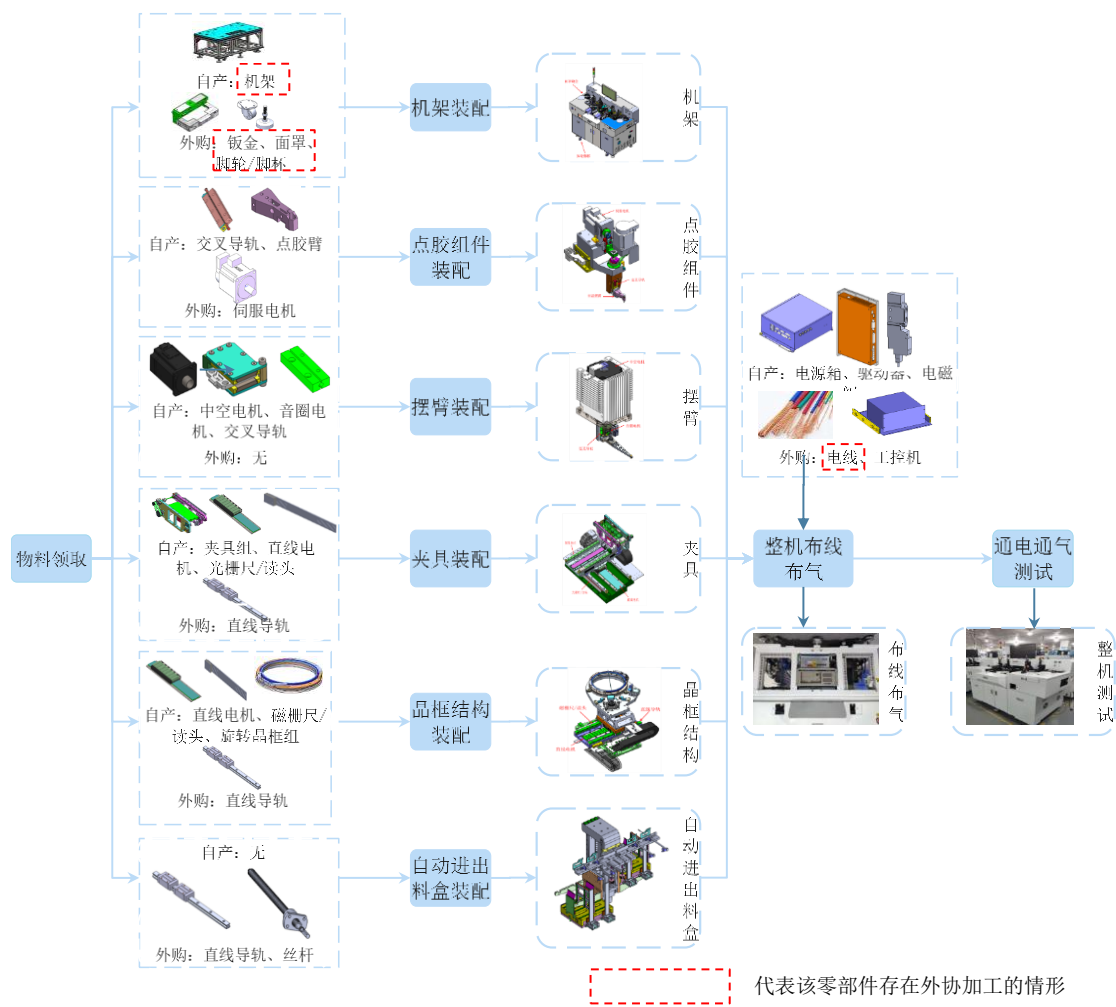 物料领取
自产：机架
外购：钣金、面罩、
脚轮/脚杯
机架装配
机架
自产：交叉导轨、点胶臂
外购：伺服电机
点胶组件
装配
点胶组件
自产：中空电机、音圈电
机、交叉导轨
外购：无
摆臂装配
摆臂
自产：夹具组、直线电
机、光栅尺/读头
外购：直线导轨
夹具装配
夹具
自产：直线电机、磁栅尺/
读头、旋转晶框组
外购：直线导轨
晶框结构
装配
晶框结构
自产：无
外购：直线导轨、丝杆
自动进出
料盒装配
自动进出料盒
自产：电源箱、驱动器、电磁
外购：电线、工控机
整机布线
布气
布线布气
通电通气
测试
整机测试
代表该零部件存在外协加工的情形